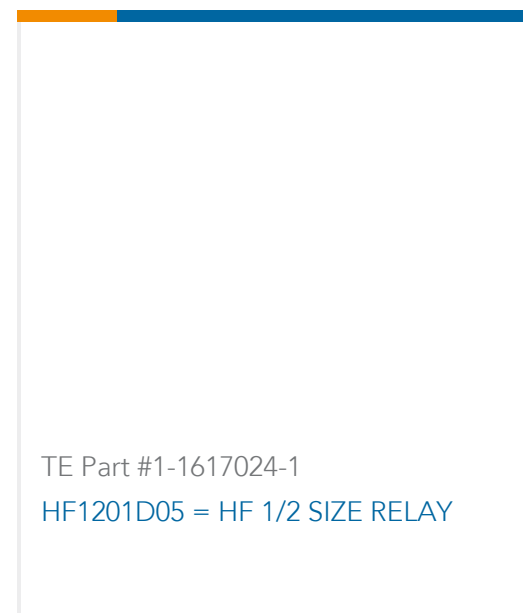 TE Part #1-1617024-1
HF1201D05 = HF 1/2 SIZE RELAY